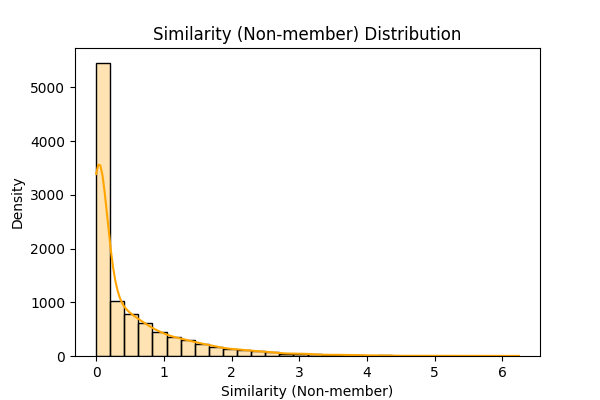 Similarity (Non-member) Distribution
Density
5000
4000
3000
2000
1000
0
0 1 2 3 4 5 6
Similarity (Non-member)